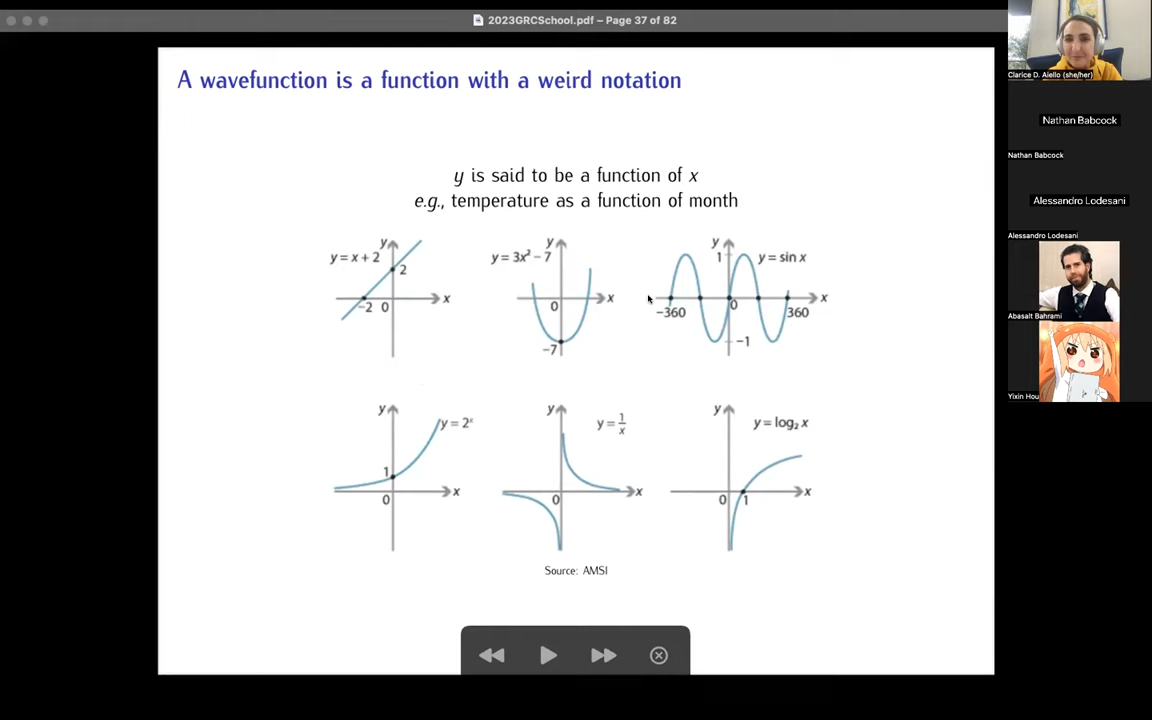 2023GRCSchool.pdf – Page 37 of 82
A wavefunction is a function with a weird notation
y is said to be a function of x
e.g., temperature as a function of month
y = x + 2
y
2
−2
0
x
y = 3x² − 7
y
0
x
−7
y
1
y = sin x
−360
0
360
x
−1
y
y = 2ˣ
1
0
x
y
y = 1/x
0
x
y
y = log₂ x
0
1
x
Source: AMSI
Clarice D. Aiello (she/her)
Nathan Babcock
Nathan Babcock
Alessandro Lodesani
Alessandro Lodesani
Abasalt Bahrami
Yixin Hou